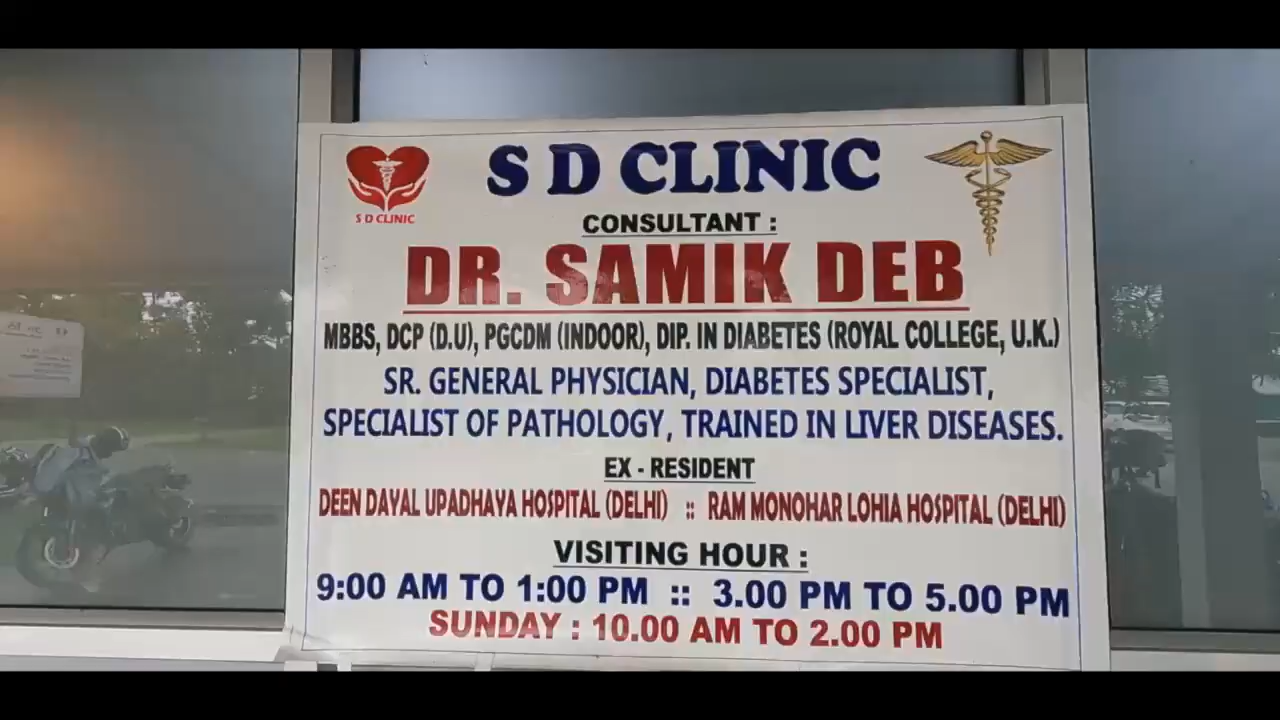 S D CLINIC
S D CLINIC
CONSULTANT :
DR. SAMIK DEB
MBBS, DCP (D.U), PGCDM (INDOOR), DIP. IN DIABETES (ROYAL COLLEGE, U.K.)
SR. GENERAL PHYSICIAN, DIABETES SPECIALIST,
SPECIALIST OF PATHOLOGY, TRAINED IN LIVER DISEASES.
EX - RESIDENT
DEEN DAYAL UPADHAYA HOSPITAL (DELHI) :: RAM MONOHAR LOHIA HOSPITAL (DELHI)
VISITING HOUR :
9:00 AM TO 1:00 PM :: 3.00 PM TO 5.00 PM
SUNDAY : 10.00 AM TO 2.00 PM